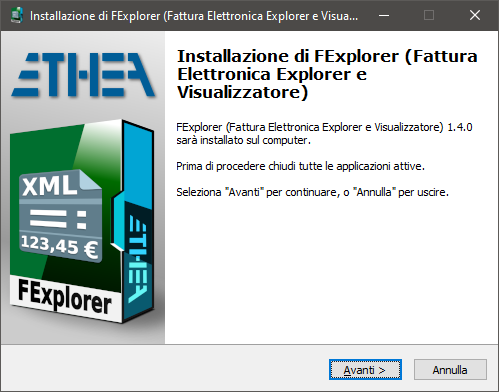 Installazione di FExplorer (Fattura Elettronica Explorer e Visua...
ETHEA
XML
123,45 €
ETHEA
FExplorer
Installazione di FExplorer (Fattura
Elettronica Explorer e
Visualizzatore)
FExplorer (Fattura Elettronica Explorer e Visualizzatore) 1.4.0
sarà installato sul computer.
Prima di procedere chiudi tutte le applicazioni attive.
Seleziona "Avanti" per continuare, o "Annulla" per uscire.
Avanti >
Annulla